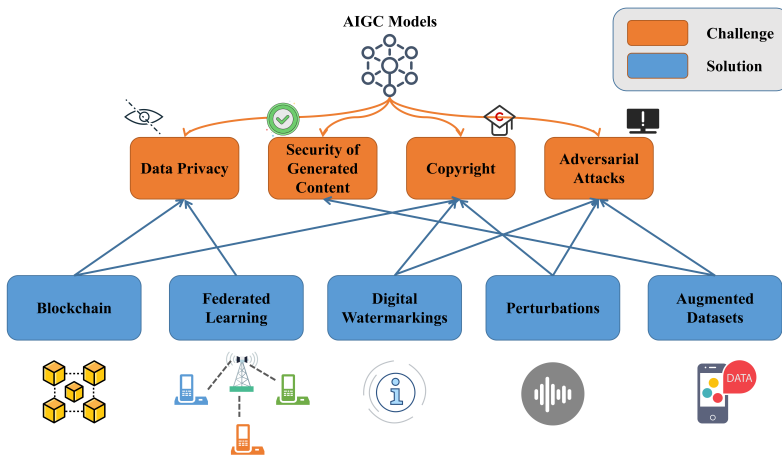 AIGC Models
Challenge
Solution
C
Data Privacy
Security of
Generated
Content
Copyright
Adversarial
Attacks
Blockchain
Federated
Learning
Digital
Watermarkings
Perturbations
Augmented
Datasets
DATA